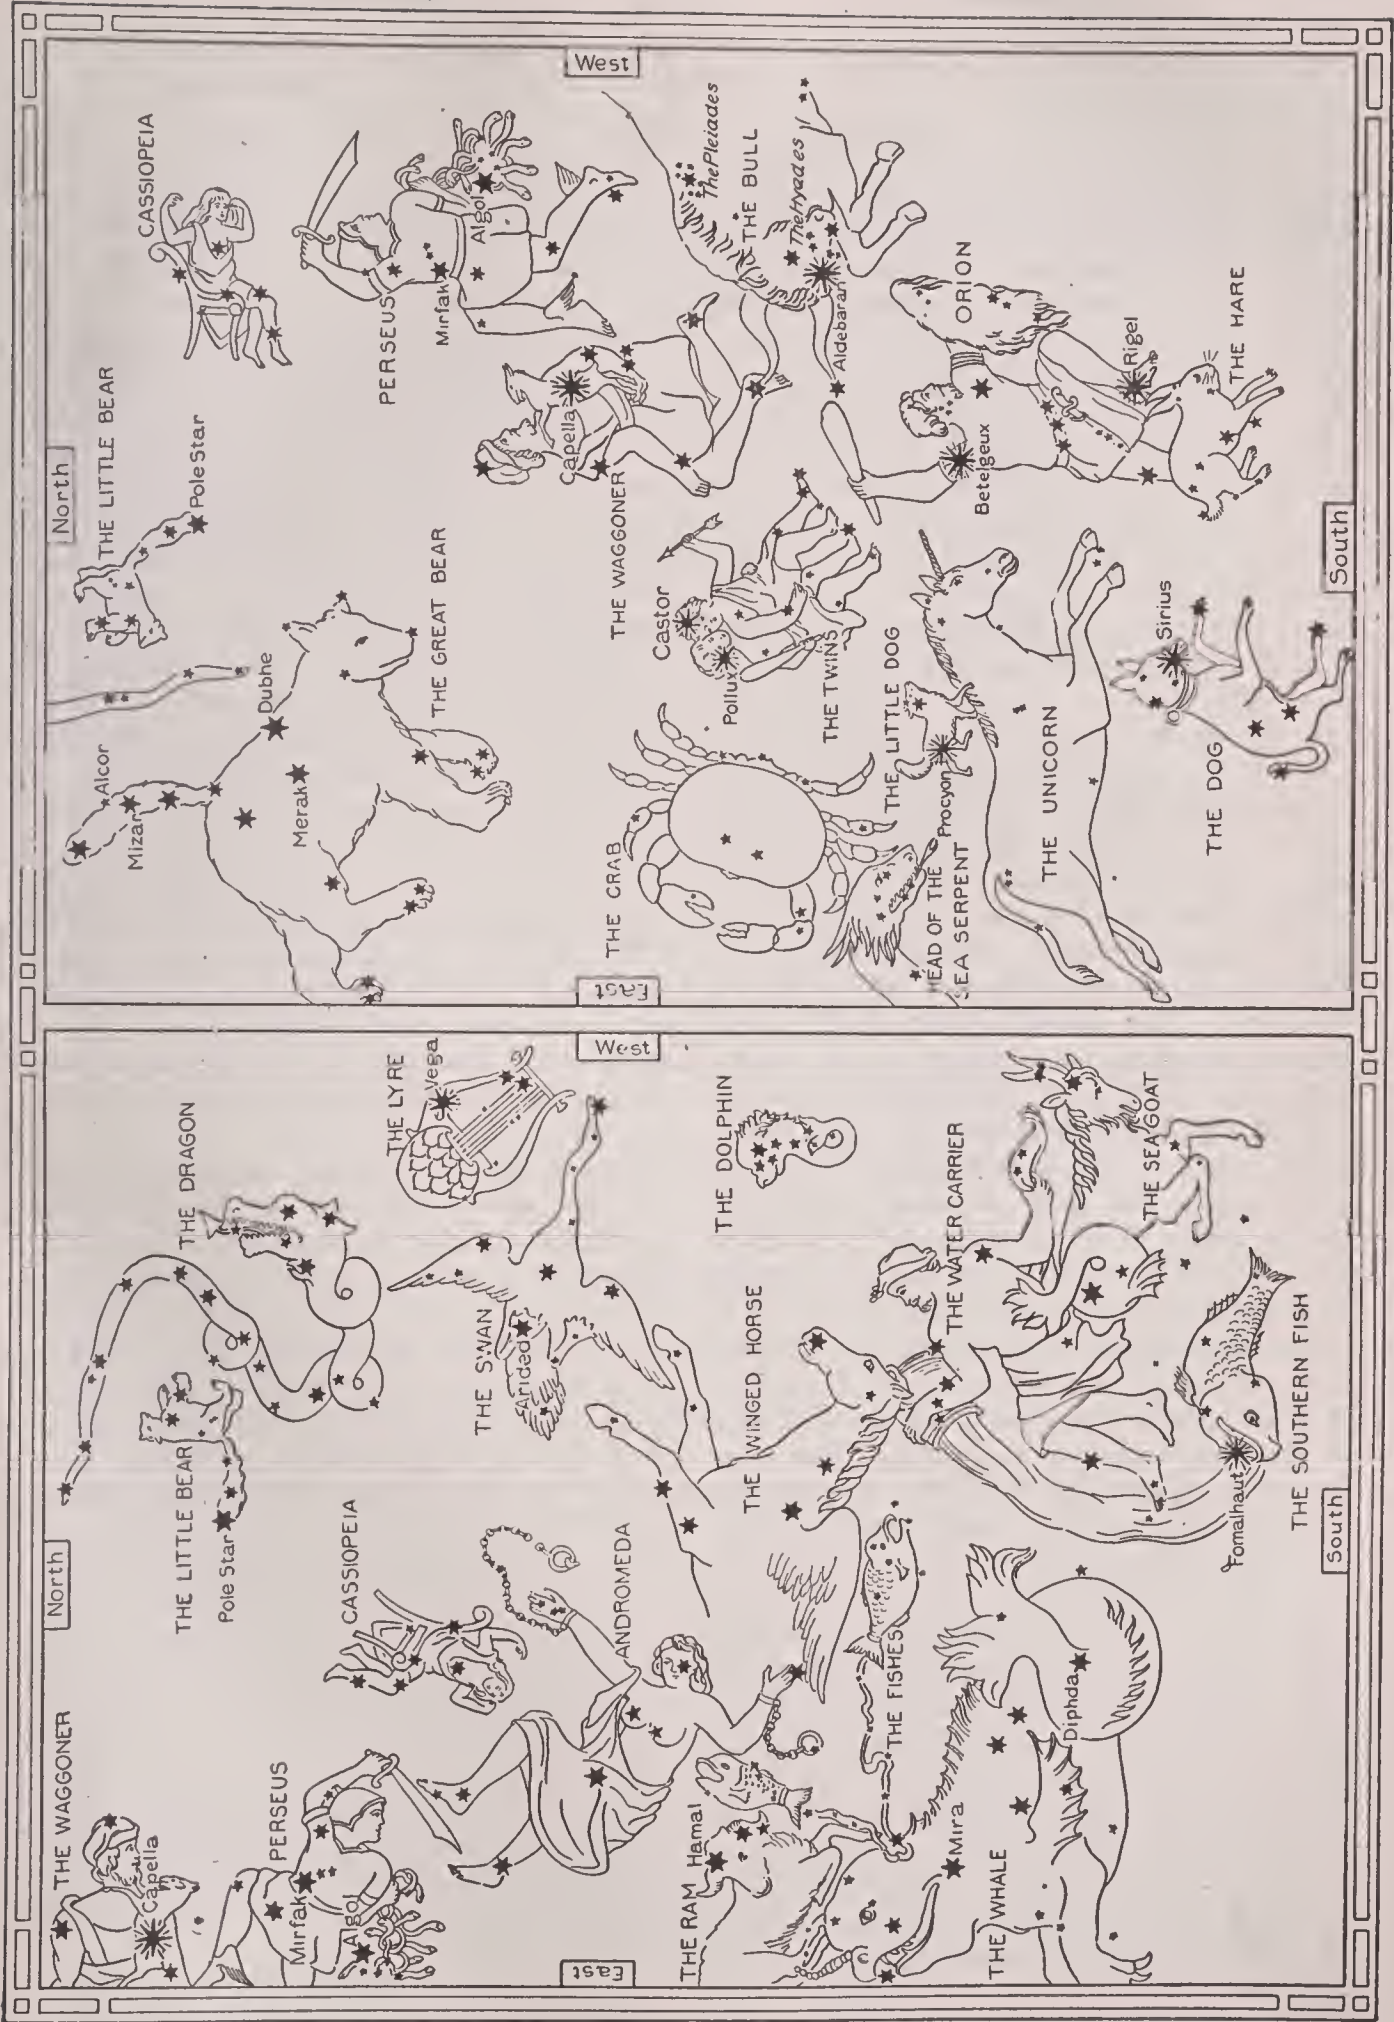 North
THE WAGGONER
Capella
PERSEUS
Mirfak
Algol
THE LITTLE BEAR
Pole Star
CASSIOPEIA
THE DRAGON
THE LYRE
Vega
THE SWAN
Arided
ANDROMEDA
THE WINGED HORSE
THE DOLPHIN
East
West
THE RAM
Hamal
THE FISHES
THE WATER CARRIER
THE SEA GOAT
Mira
THE WHALE
Diphda
Fomalhaut
THE SOUTHERN FISH
South
North
Alcor
Mizar
Dubhe
Merak
THE GREAT BEAR
THE LITTLE BEAR
Pole Star
CASSIOPEIA
PERSEUS
Mirfak
Algol
Capella
THE WAGGONER
East
West
THE CRAB
Castor
Pollux
THE TWINS
The Pleiades
THE BULL
The Hyades
Aldebaran
THE LITTLE DOG
Procyon
HEAD OF THE
SEA SERPENT
ORION
Betelgeux
Rigel
THE UNICORN
THE HARE
Sirius
THE DOG
South